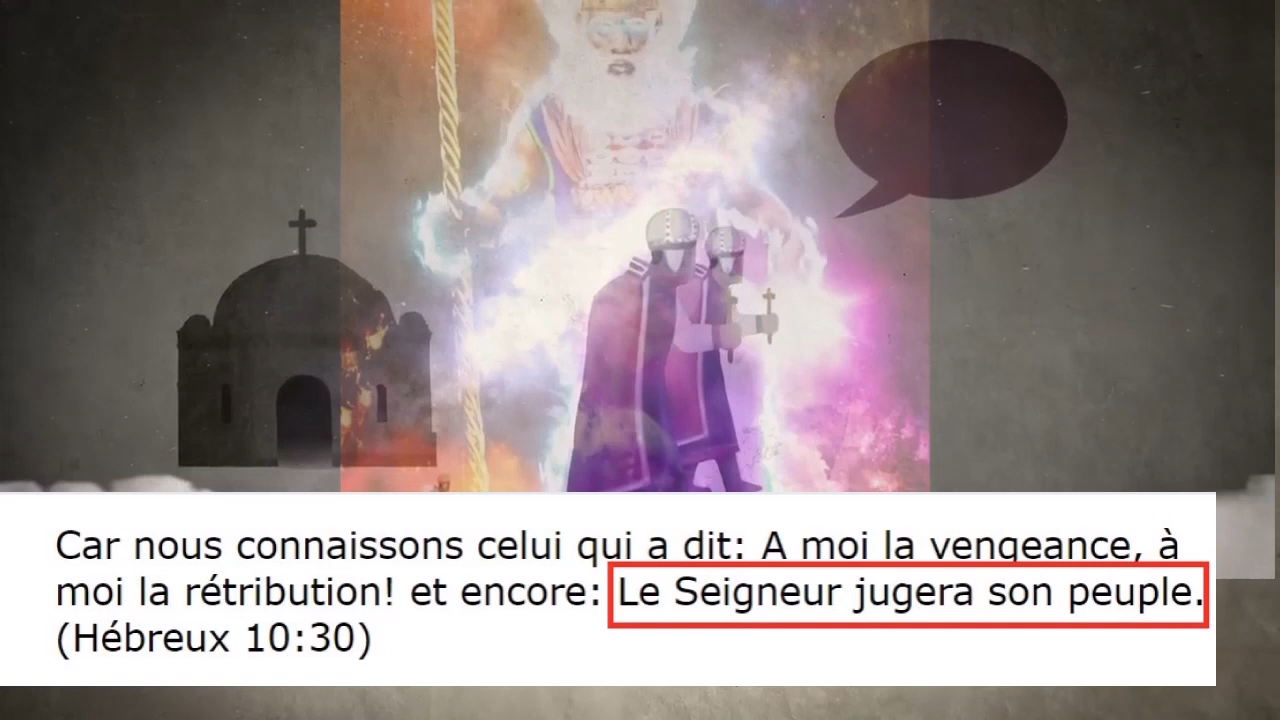 Car nous connaissons celui qui a dit: A moi la vengeance, à
moi la rétribution! et encore: Le Seigneur jugera son peuple.
(Hébreux 10:30)